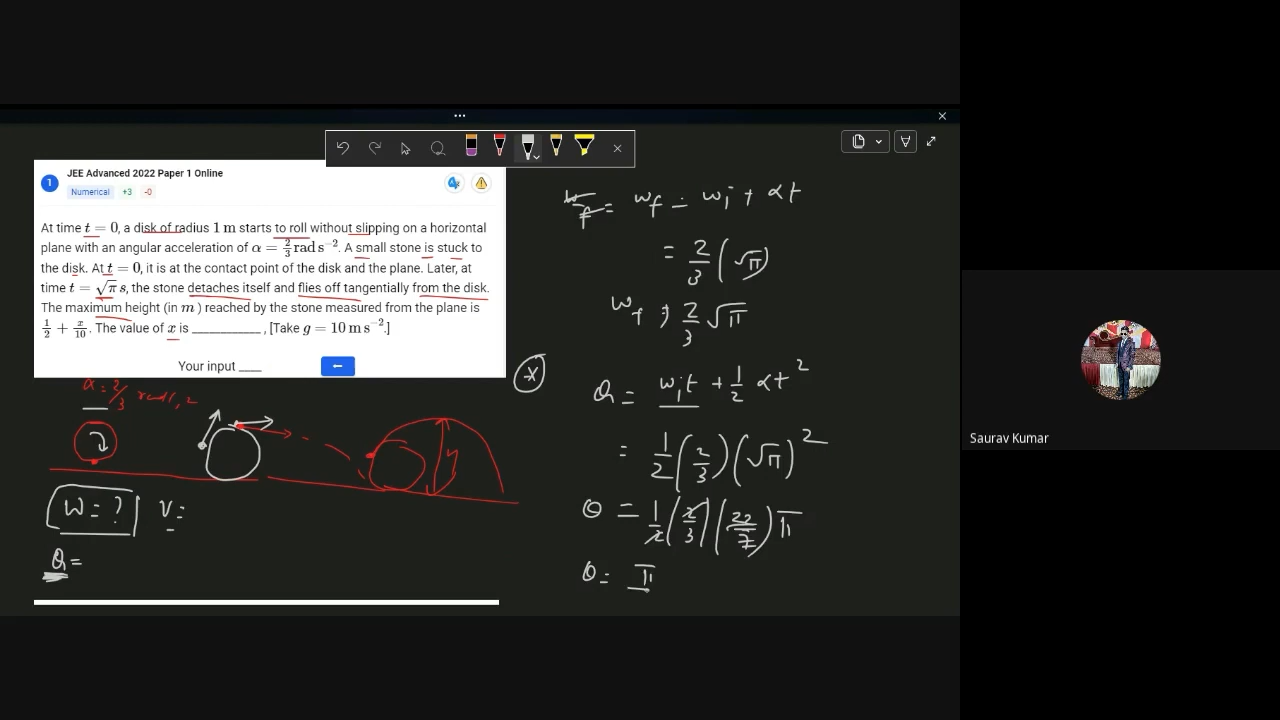 1
JEE Advanced 2022 Paper 1 Online
Numerical +3 -0
At time t = 0, a disk of radius 1 m starts to roll without slipping on a horizontal
plane with an angular acceleration of α = 2/3 rad s⁻². A small stone is stuck to
the disk. At t = 0, it is at the contact point of the disk and the plane. Later, at
time t = √π s, the stone detaches itself and flies off tangentially from the disk.
The maximum height (in m ) reached by the stone measured from the plane is
1/2 + x/10. The value of x is ____________, [Take g = 10 m s⁻².]
Your input ____
α = 2/3 rad/s2
ω = ?
v =
θ =
= ωf = ωi + αt
= 2/3 (√π)
ωf = 2/3 √π
x
θ = ωit + 1/2 αt²
= 1/2 (2/3) (√π)²
θ = 1/2 (2/3) (22/7) π
θ = π
Saurav Kumar